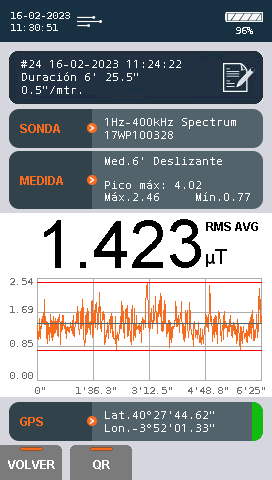 16-02-2023
11:30:51
96%
#24 16-02-2023 11:24:22
Duración 6' 25.5"
0.5"/mtr.
SONDA
1Hz-400kHz Spectrum
17WP100328
MEDIDA
Med.6' Deslizante
Pico máx: 4.02
Máx.2.46 Mín.0.77
1.423 RMS AVG
µT
2.54
1.69
0.85
0.00
0" 1'36.3" 3'12.5" 4'48.8" 6'25"
GPS
Lat.40°27'44.62"
Lon.-3°52'01.33"
VOLVER QR